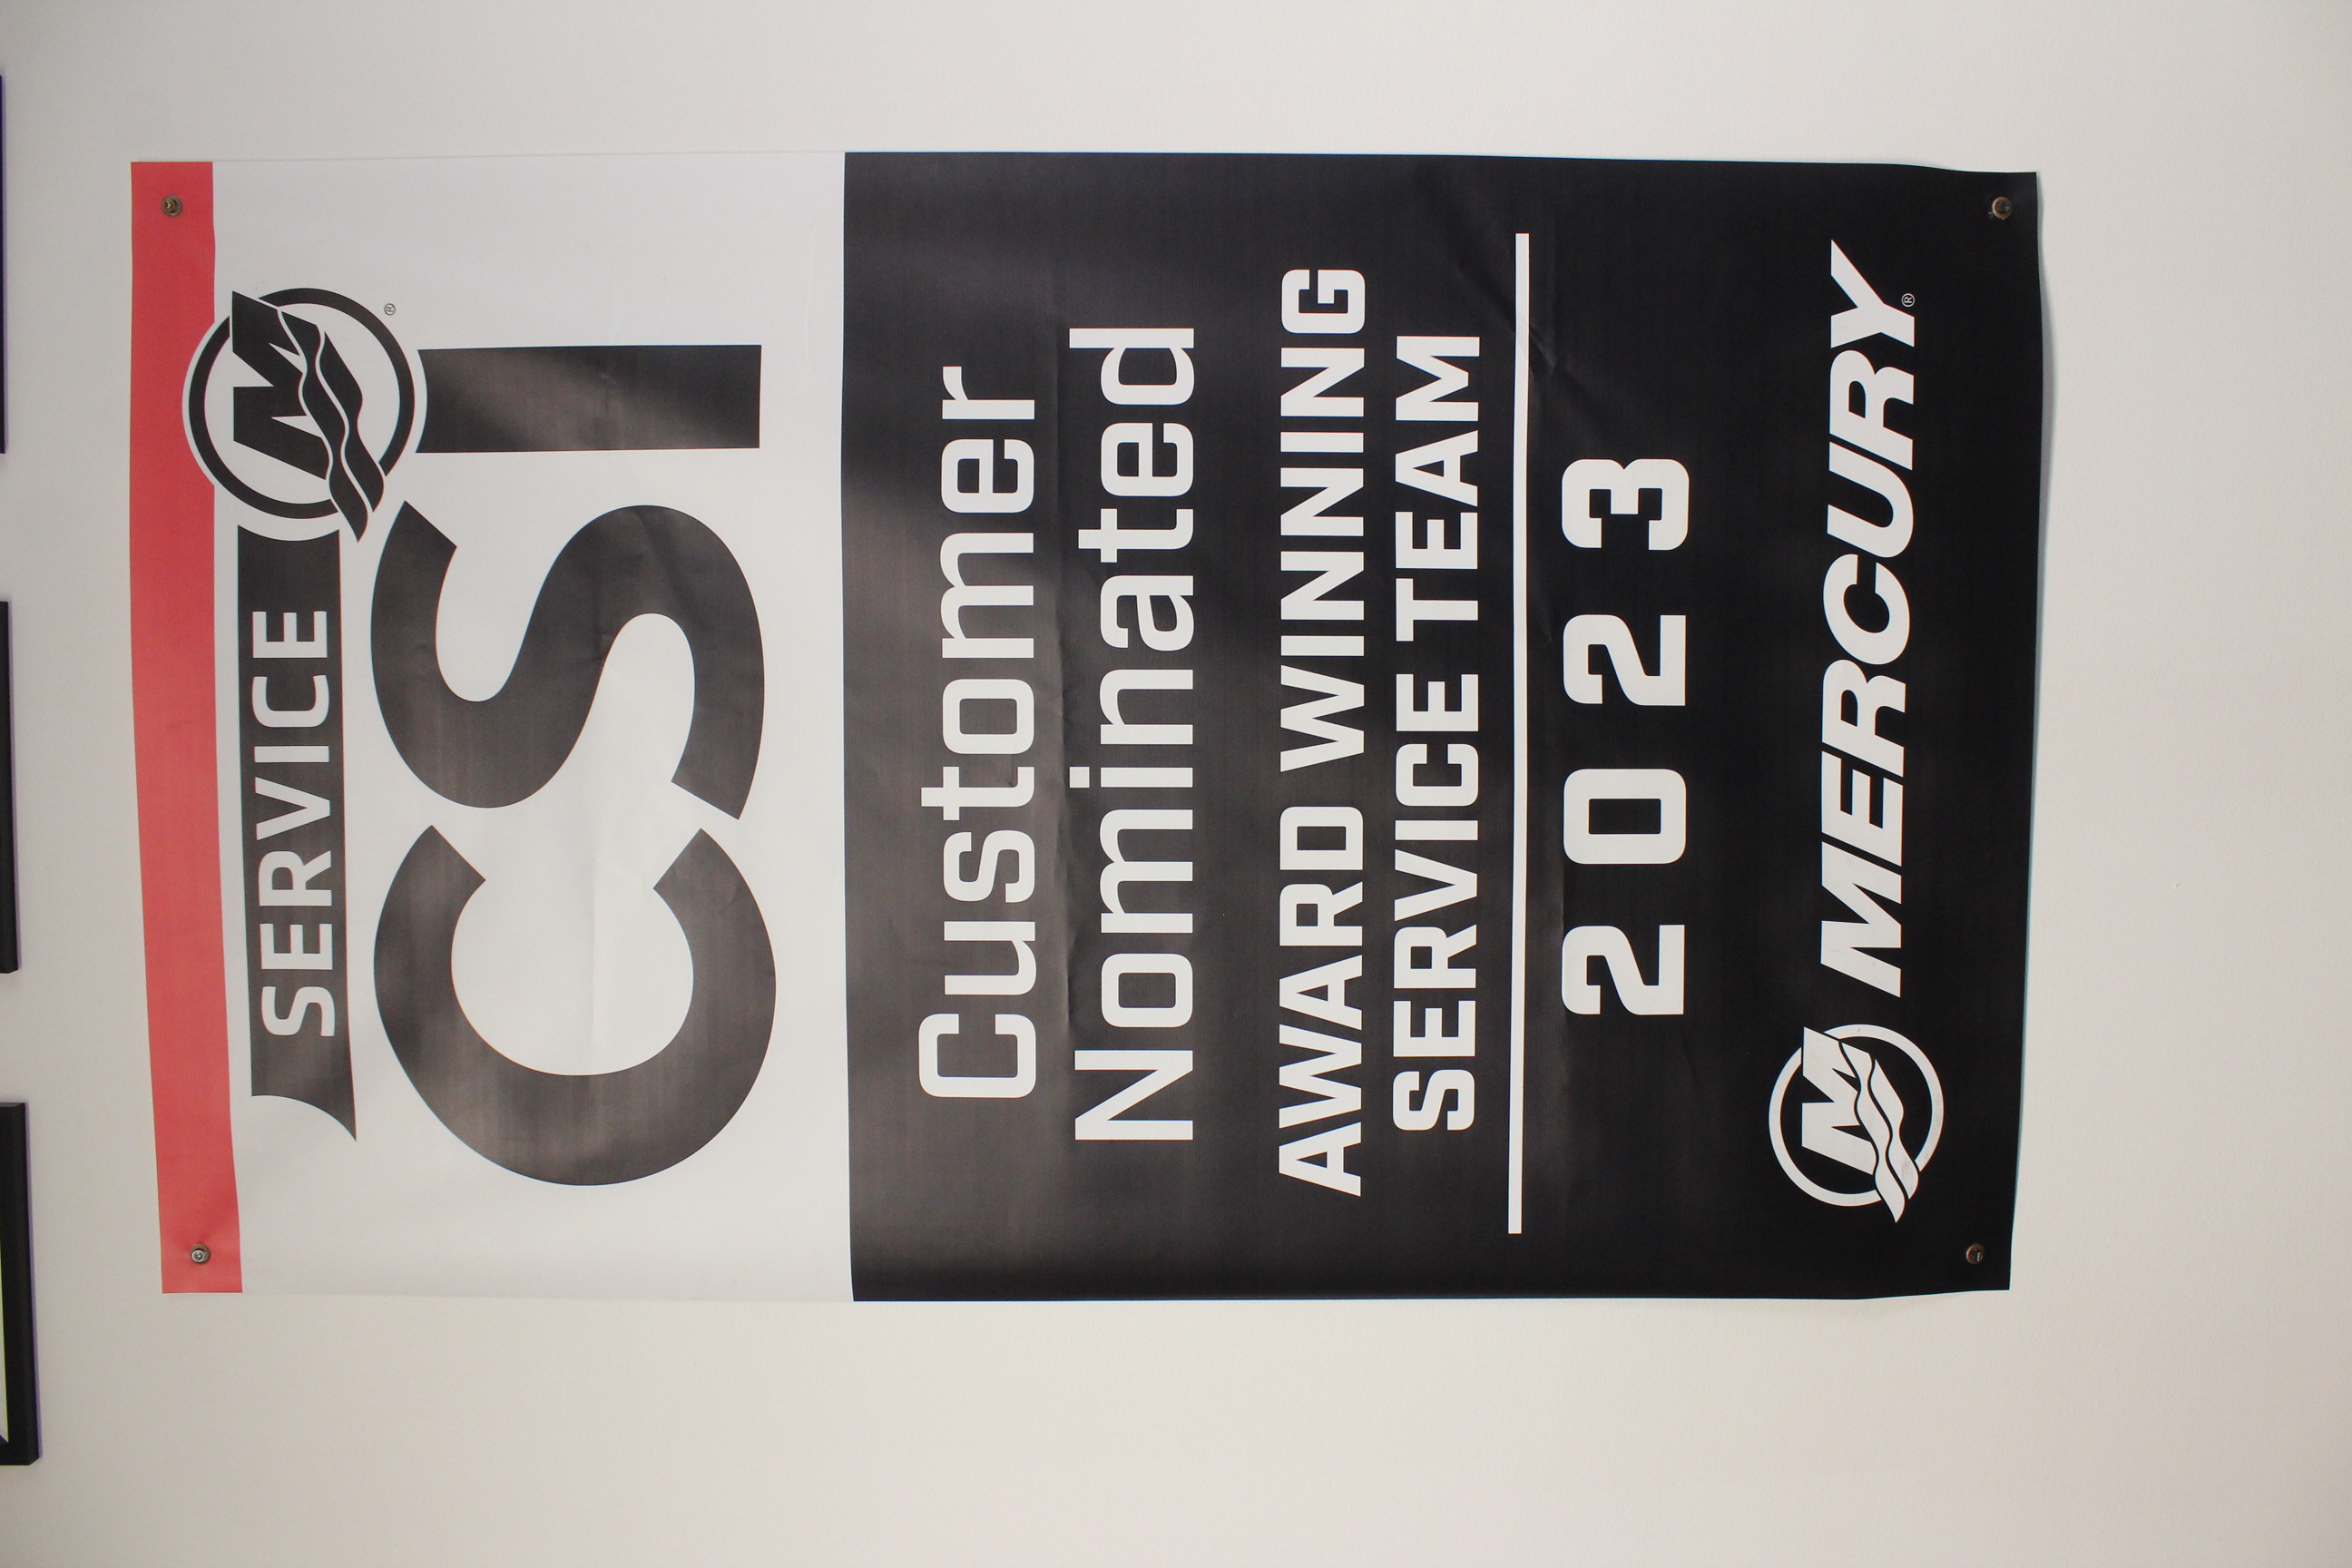 SERVICE
®
CSI
Customer
Nominated
AWARD WINNING
SERVICE TEAM
2023
MERCURY®